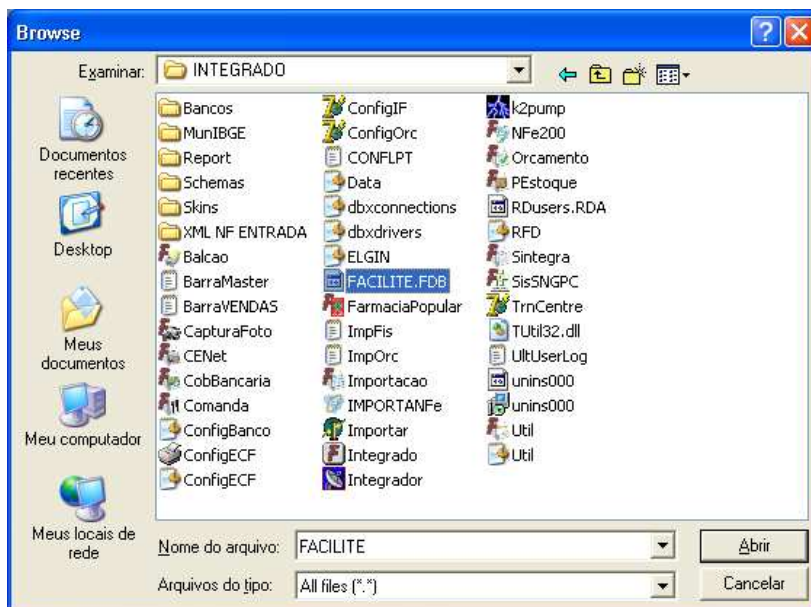 Browse
Examinar:
INTEGRADO
Documentos
recentes
Desktop
Meus
documentos
Meu computador
Meus locais de
rede
Bancos
MunIBGE
Report
Schemas
Skins
XML NF ENTRADA
Balcao
BarraMaster
BarraVENDAS
CapturaFoto
CENet
CobBancaria
Comanda
ConfigBanco
ConfigECF
ConfigECF
ConfigIF
ConfigOrc
CONFLPT
Data
dbxconnections
dbxdrivers
ELGIN
FACILITE.FDB
FarmaciaPopular
ImpFis
ImpOrc
Importacao
IMPORTANFe
Importar
Integrado
Integrador
k2pump
NFe200
Orcamento
PEstoque
RDusers.RDA
RFD
Sintegra
SisSNGPC
TrnCentre
TUtil32.dll
UltUserLog
unins000
unins000
Util
Util
Nome do arquivo:
FACILITE
Abrir
Arquivos do tipo:
All files (*.*)
Cancelar